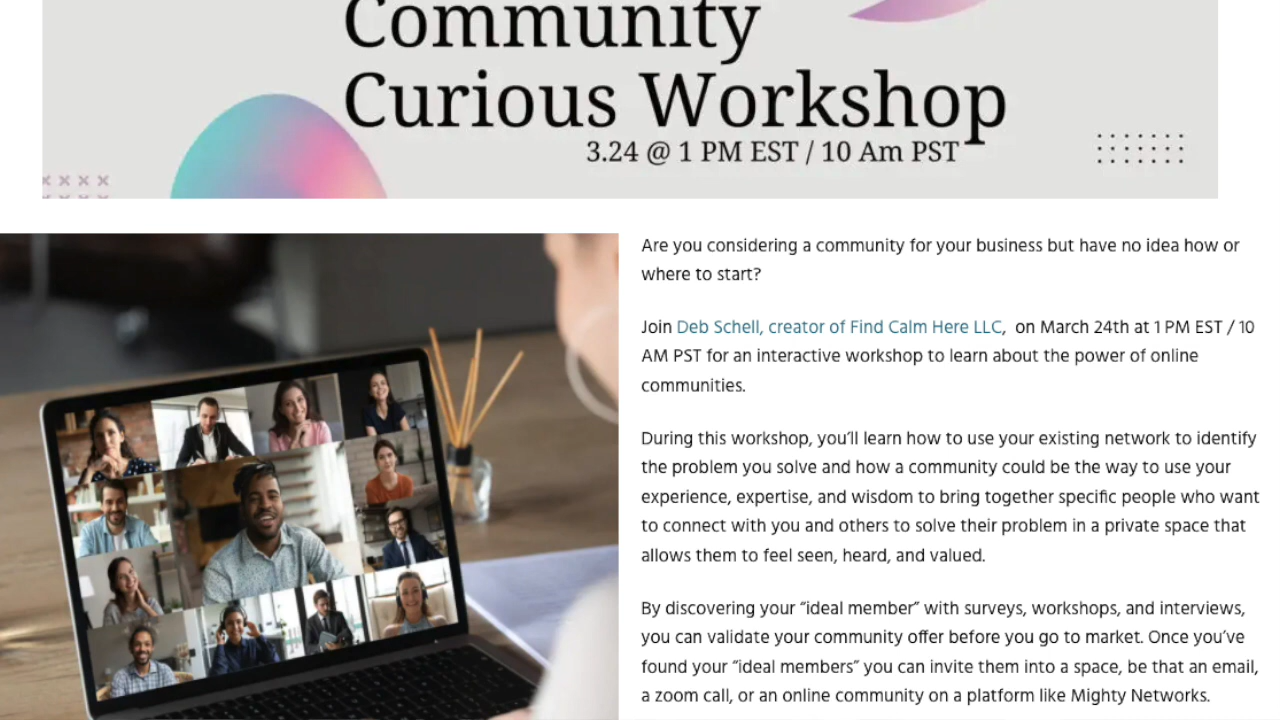 Community
Curious Workshop
3.24 @ 1 PM EST / 10 Am PST
Are you considering a community for your business but have no idea how or
where to start?
Join Deb Schell, creator of Find Calm Here LLC,  on March 24th at 1 PM EST / 10
AM PST for an interactive workshop to learn about the power of online
communities.
During this workshop, you'll learn how to use your existing network to identify
the problem you solve and how a community could be the way to use your
experience, expertise, and wisdom to bring together specific people who want
to connect with you and others to solve their problem in a private space that
allows them to feel seen, heard, and valued.
By discovering your “ideal member” with surveys, workshops, and interviews,
you can validate your community offer before you go to market. Once you've
found your “ideal members” you can invite them into a space, be that an email,
a zoom call, or an online community on a platform like Mighty Networks.